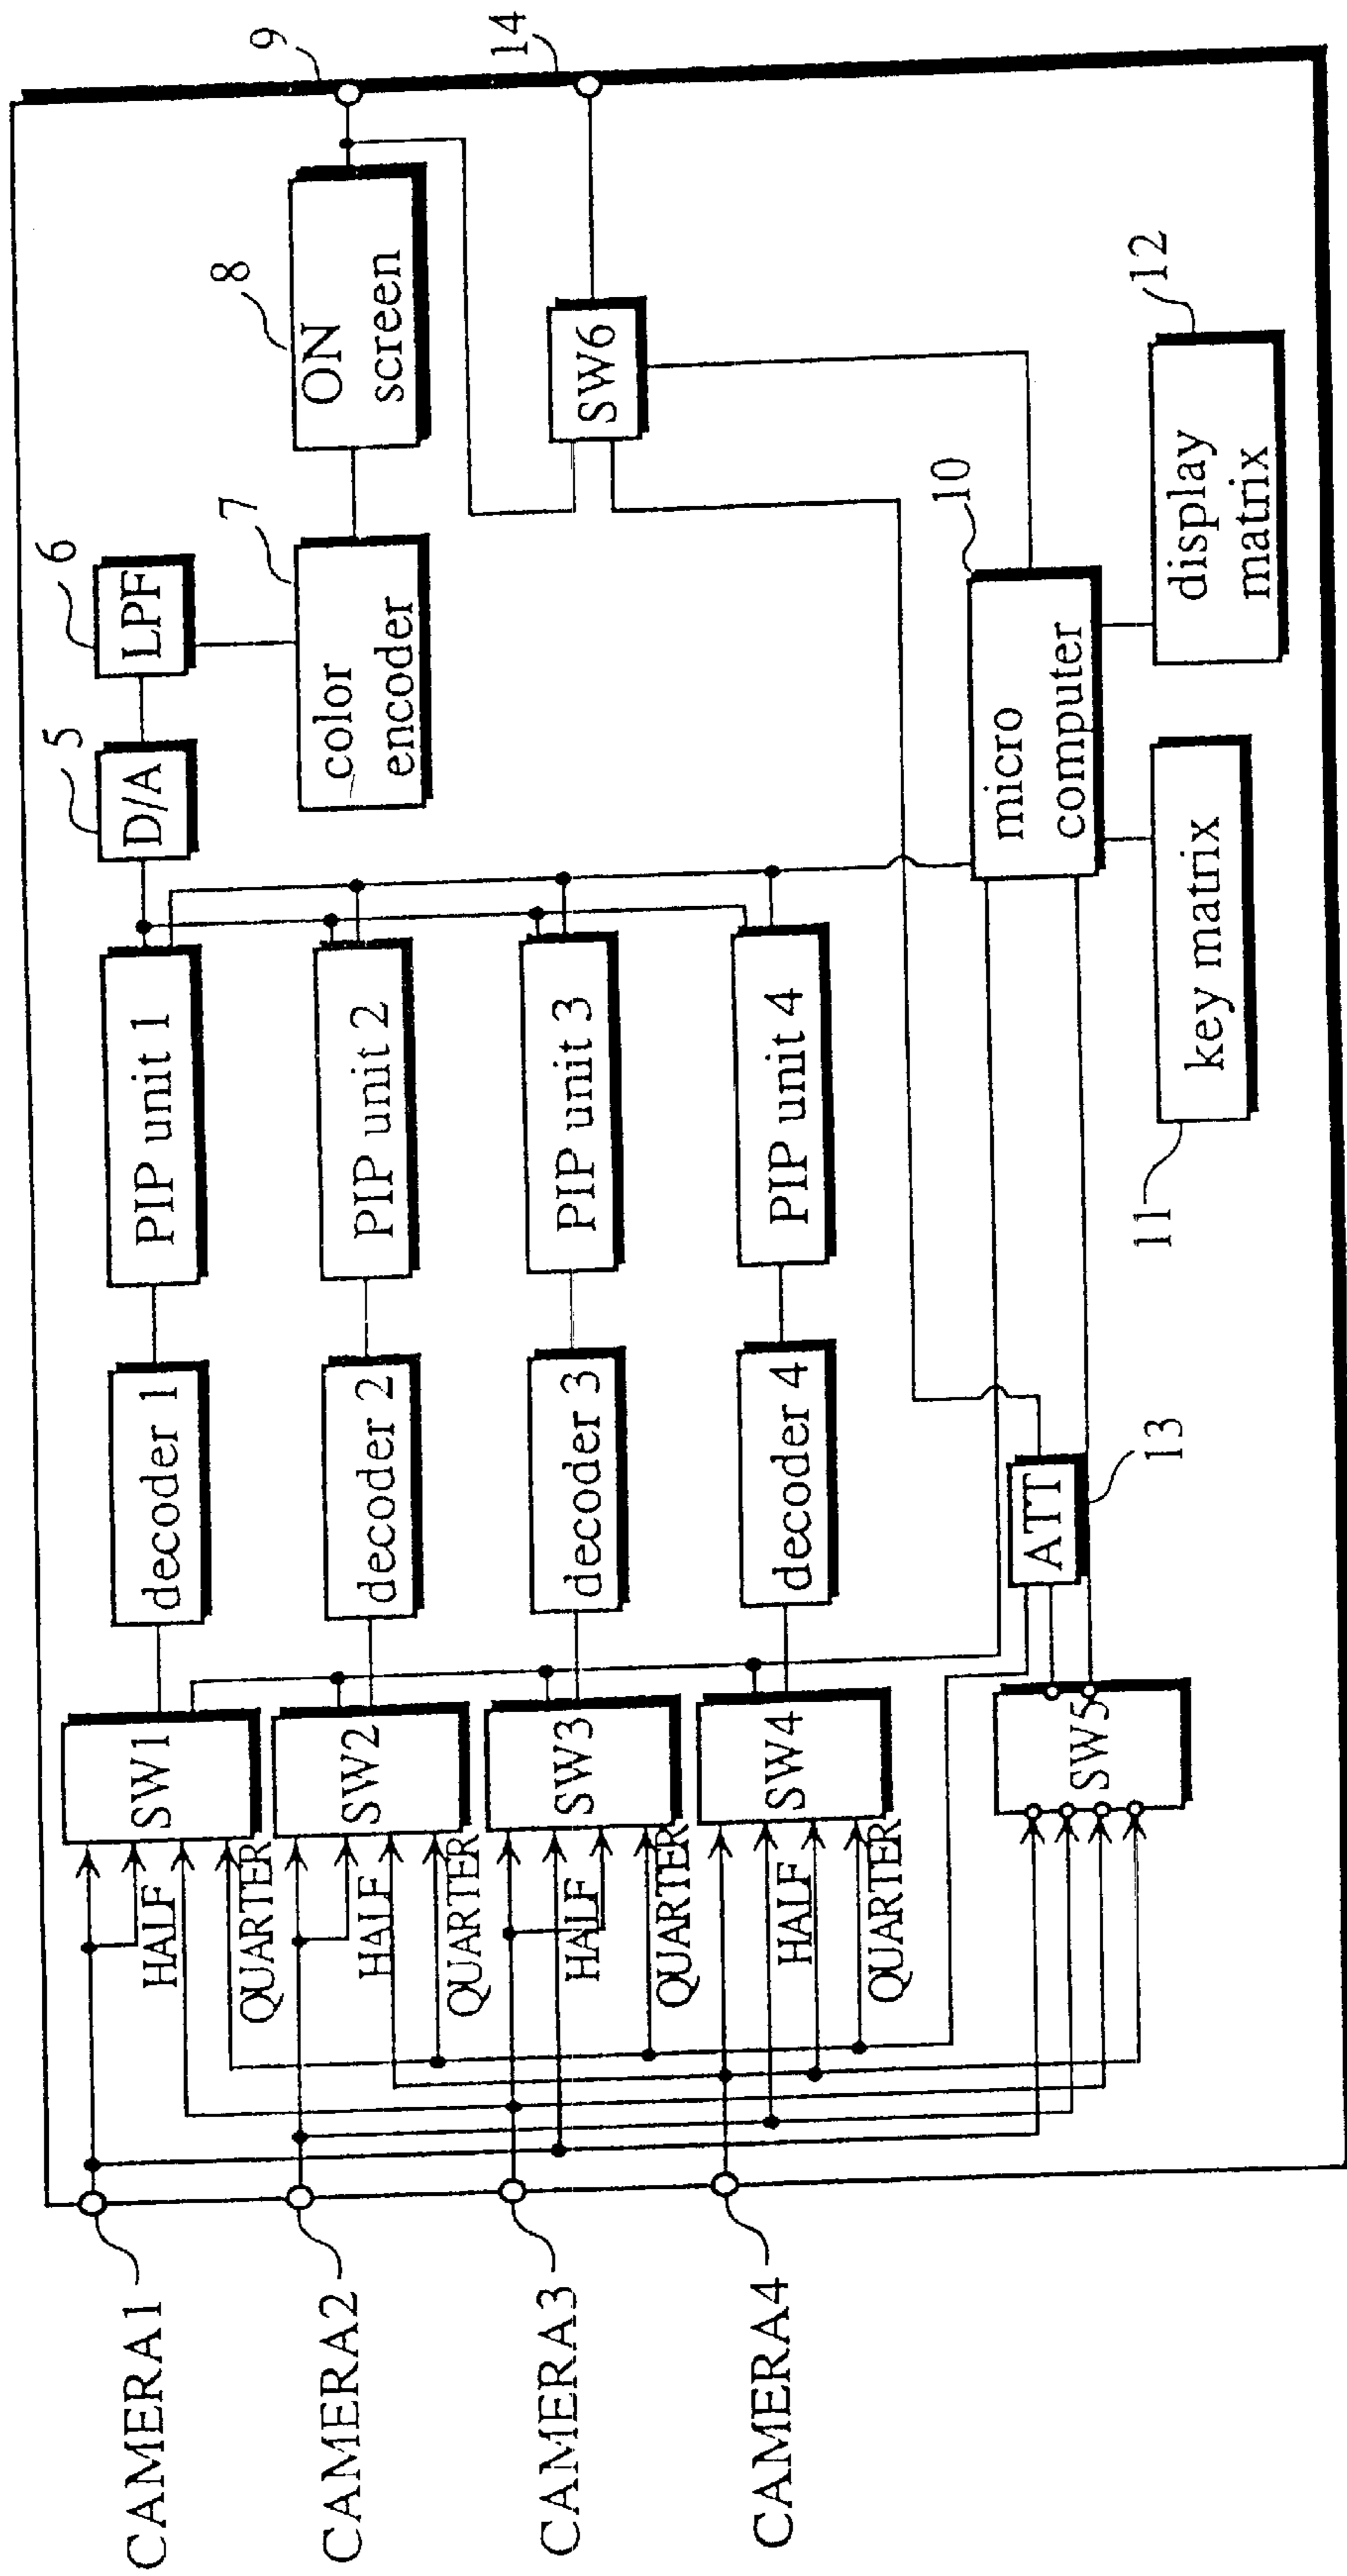 CAMERA1
CAMERA2
CAMERA3
CAMERA4
HALF
QUARTER
HALF
QUARTER
HALF
QUARTER
HALF
QUARTER
SW1
SW2
SW3
SW4
SW5
decoder 1
decoder 2
decoder 3
decoder 4
ATT
13
PIP unit 1
PIP unit 2
PIP unit 3
PIP unit 4
11
key matrix
5
D/A
6
LPF
7
color
encoder
10
micro
computer
display
matrix
12
8
ON
screen
SW6
9
14